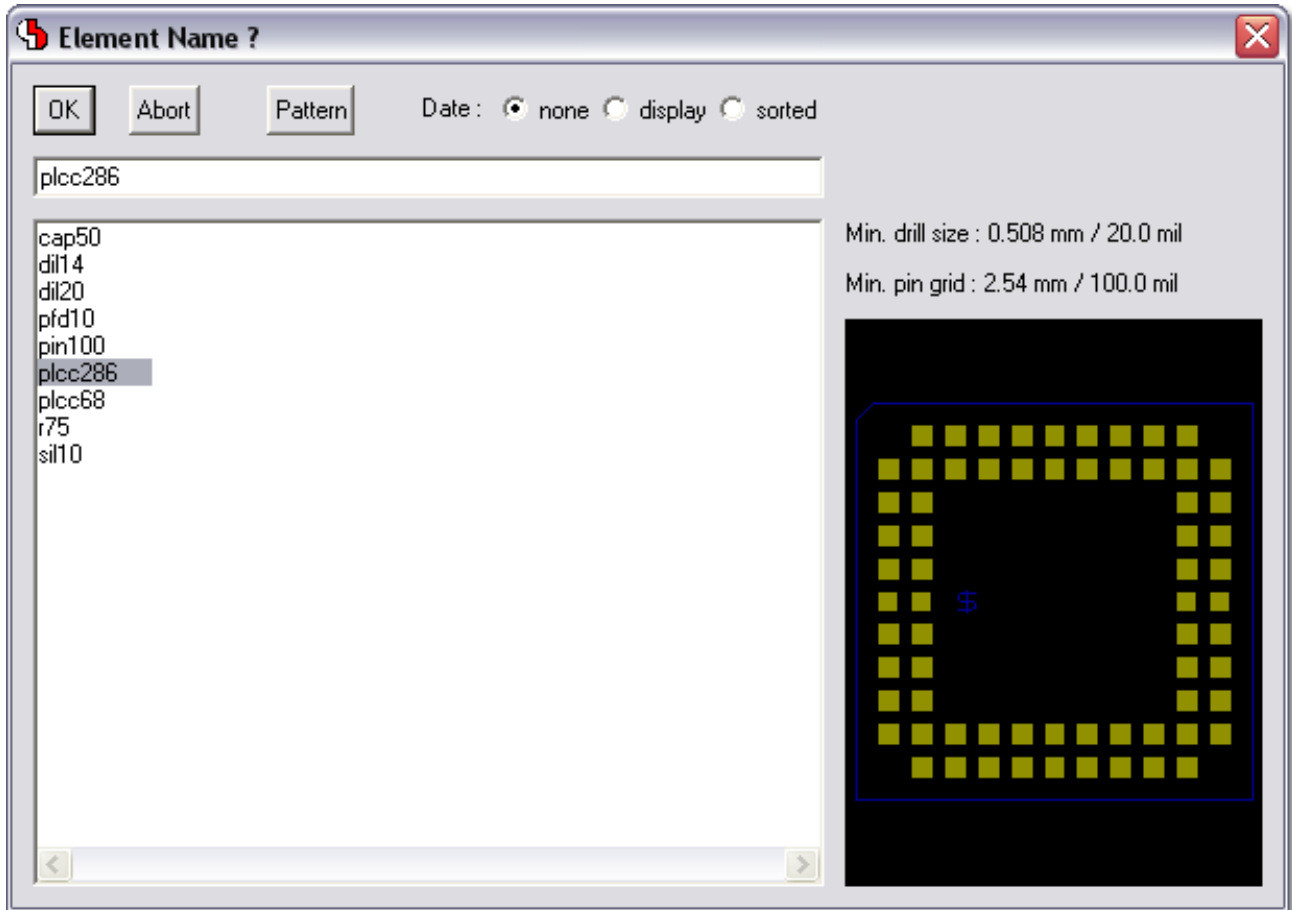 Element Name ?
OK Abort Pattern Date : none display sorted
plcc286
cap50
dil14
dil20
pfd10
pin100
plcc286
plcc68
r75
sil10
Min. drill size : 0.508 mm / 20.0 mil
Min. pin grid : 2.54 mm / 100.0 mil
$